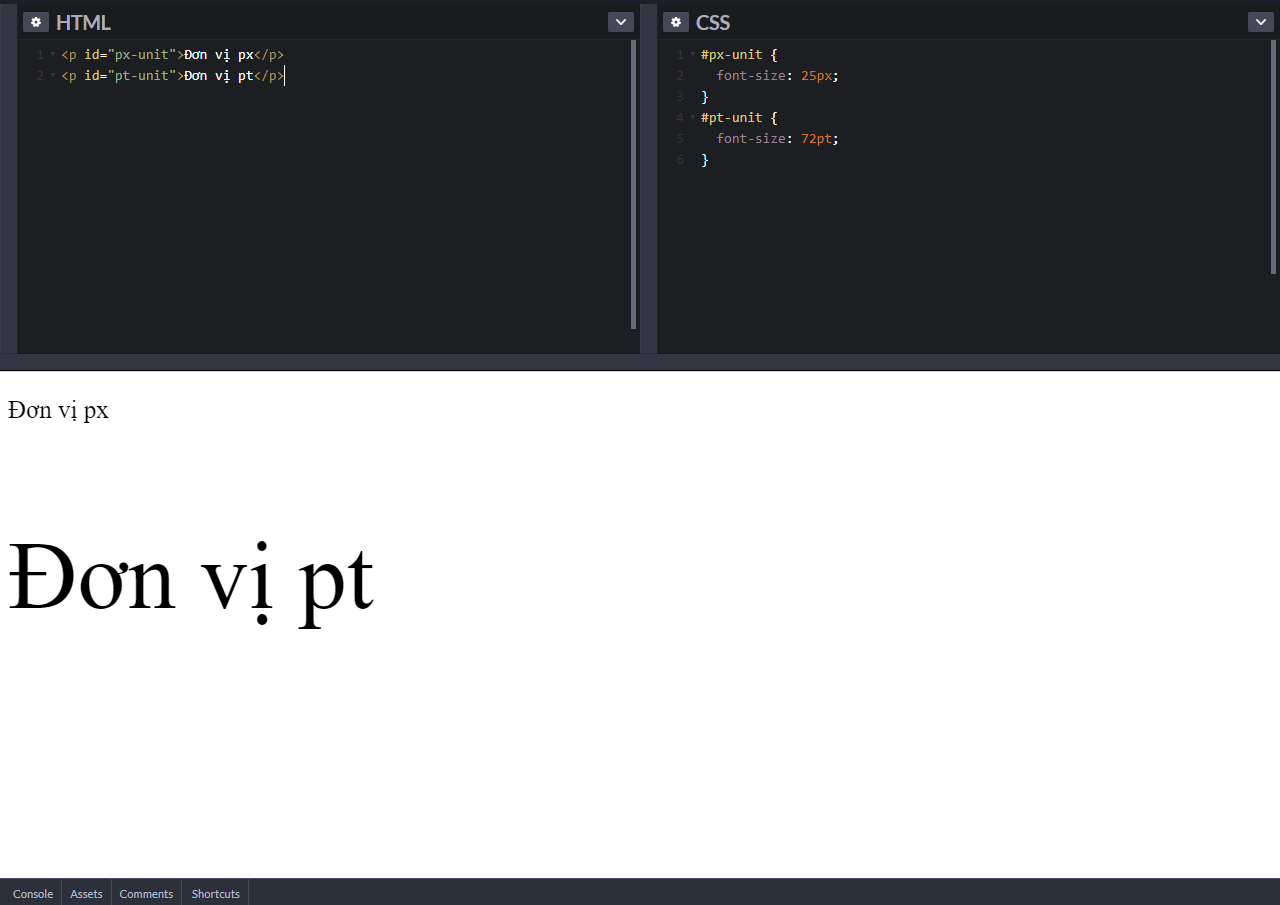 HTML
1 <p id="px-unit">Đơn vị px</p>
2 <p id="pt-unit">Đơn vị pt</p>
CSS
1 #px-unit {
2 font-size: 25px;
3 }
4 #pt-unit {
5 font-size: 72pt;
6 }
Đơn vị px
Đơn vị pt
Console Assets Comments Shortcuts